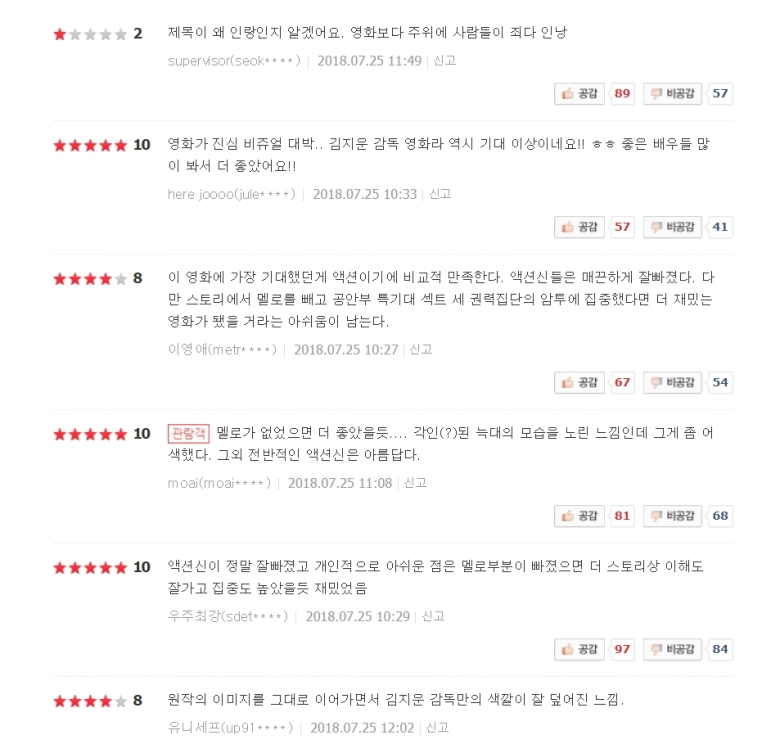 2 제목이 왜 인랑인지 알겠어요. 영화보다 주위에 사람들이 죄다 인낭
supervisor(seok****) | 2018.07.25 11:49 | 신고
공감 89 비공감 57
10 영화가 진심 비쥬얼 대박.. 김지운 감독 영화라 역시 기대 이상이네요!! ㅎㅎ 좋은 배우들 많
이 봐서 더 좋았어요!!
here joooo(jule****) | 2018.07.25 10:33 | 신고
공감 57 비공감 41
8 이 영화에 가장 기대했던게 액션이기에 비교적 만족한다. 액션신들은 매끈하게 잘빠졌다. 다
만 스토리에서 멜로를 빼고 공안부 특기대 섹트 세 권력집단의 암투에 집중했다면 더 재밌는
영화가 됐을 거라는 아쉬움이 남는다.
이영애(metr****) | 2018.07.25 10:27 | 신고
공감 67 비공감 54
10 관람객 멜로가 없었으면 더 좋았을듯.... 각인(?)된 늑대의 모습을 노린 느낌인데 그게 좀 어
색했다. 그외 전반적인 액션신은 아름답다.
moai(moai****) | 2018.07.25 11:08 | 신고
공감 81 비공감 68
10 액션신이 정말 잘빠졌고 개인적으로 아쉬운 점은 멜로부분이 빠졌으면 더 스토리상 이해도
잘가고 집중도 높았을듯 재밌었음
우주최강(sdet****) | 2018.07.25 10:29 | 신고
공감 97 비공감 84
8 원작의 이미지를 그대로 이어가면서 김지운 감독만의 색깔이 잘 덮어진 느낌.
유니세프(up91****) | 2018.07.25 12:02 | 신고